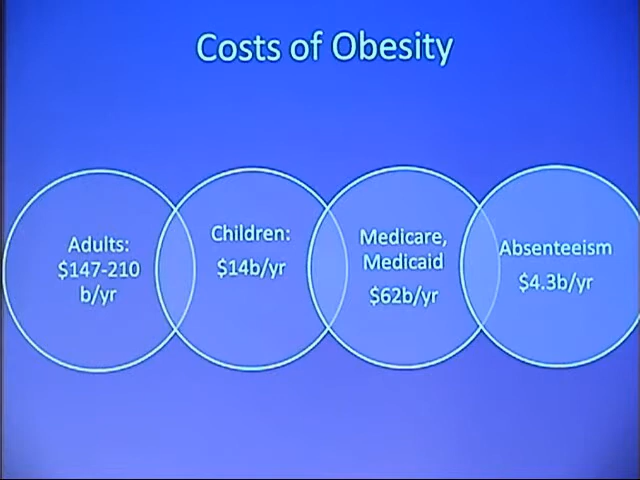 Costs of Obesity
Adults:
$147-210
b/yr
Children:
$14b/yr
Medicare,
Medicaid
$62b/yr
Absenteeism
$4.3b/yr